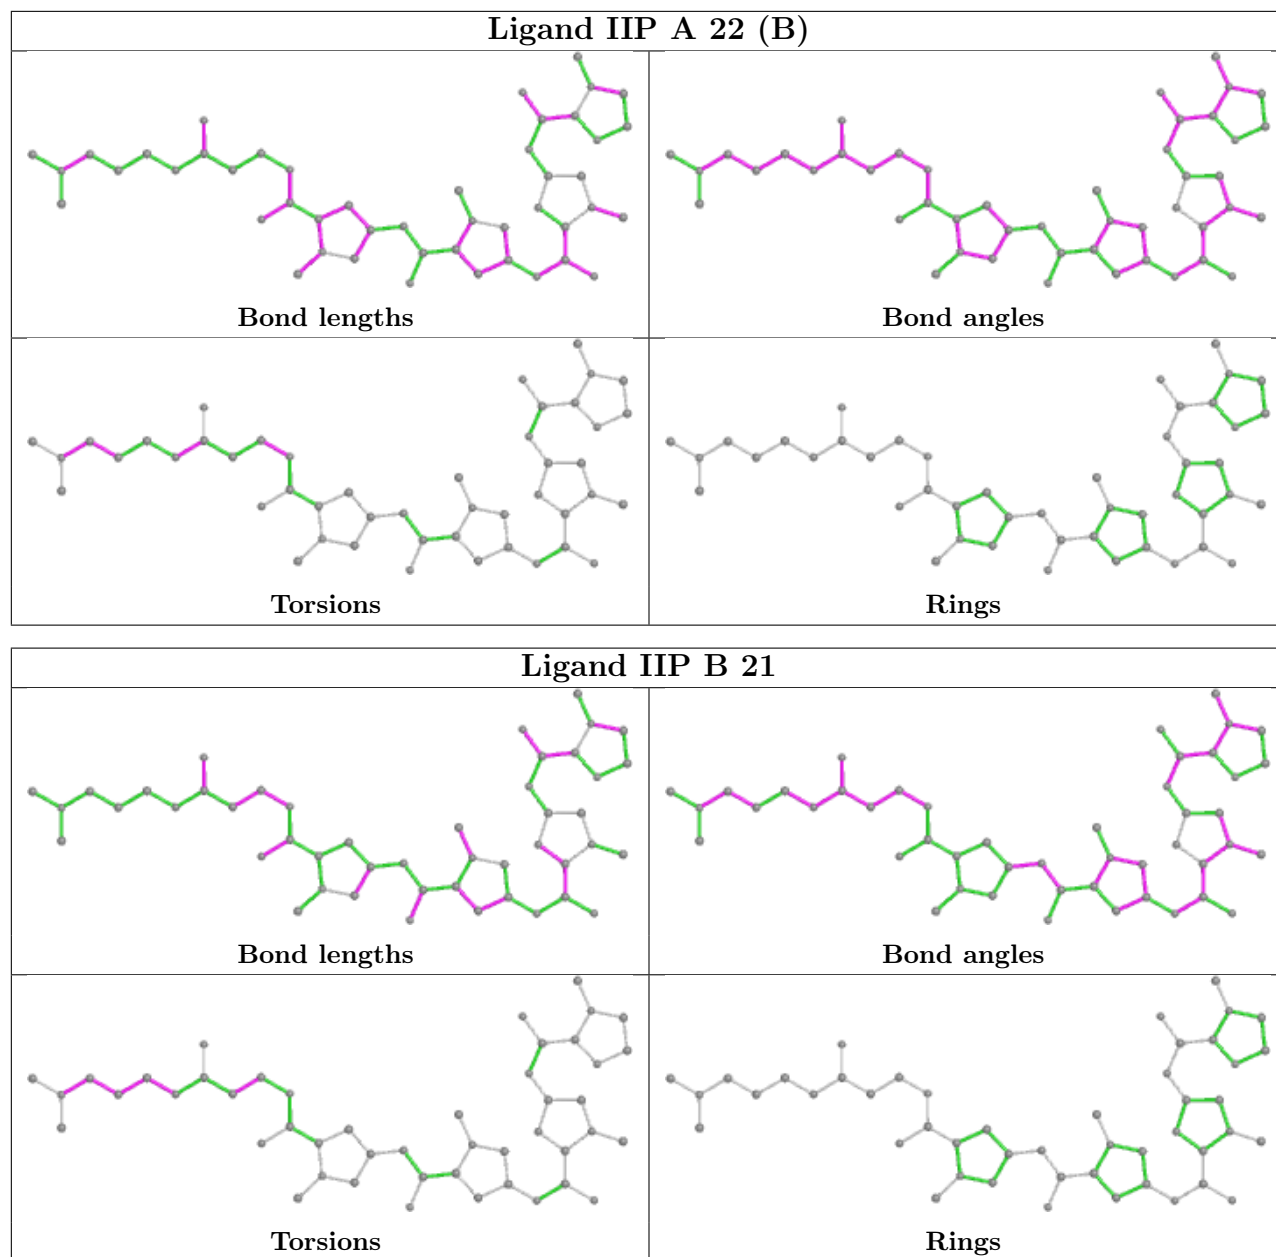 Ligand IIP A 22 (B)
Bond lengths
Bond angles
Torsions
Rings
Ligand IIP B 21
Bond lengths
Bond angles
Torsions
Rings